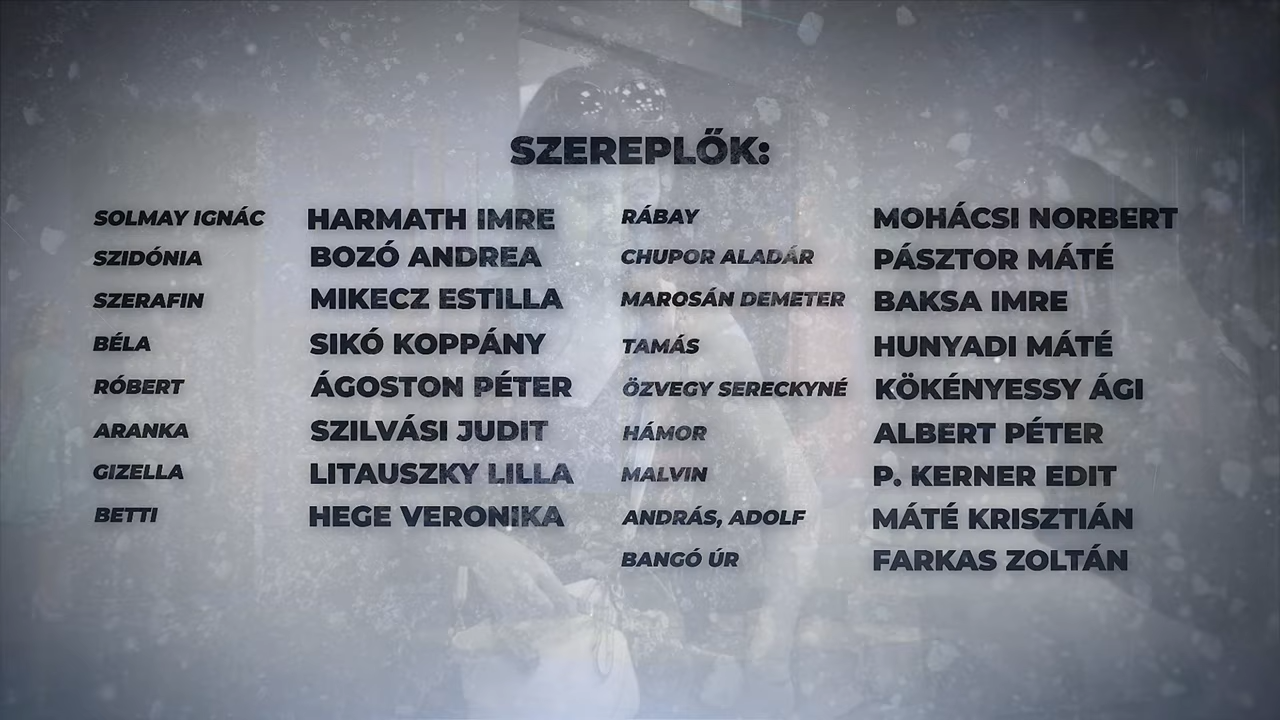 SZEREPLŐK:
SOLMAY IGNÁC HARMATH IMRE
SZIDÓNIA BOZÓ ANDREA
SZERAFIN MIKECZ ESTILLA
BÉLA SIKÓ KOPPÁNY
RÓBERT ÁGOSTON PÉTER
ARANKA SZILVÁSI JUDIT
GIZELLA LITAUSZKY LILLA
BETTI HEGE VERONIKA
RÁBAY MOHÁCSI NORBERT
CHUPOR ALADÁR PÁSZTOR MÁTÉ
MAROSÁN DEMETER BAKSA IMRE
TAMÁS HUNYADI MÁTÉ
ÖZVEGY SERECKYNÉ KÖKÉNYESSY ÁGI
HÁMOR ALBERT PÉTER
MALVIN P. KERNER EDIT
ANDRÁS, ADOLF MÁTÉ KRISZTIÁN
BANGÓ ÚR FARKAS ZOLTÁN